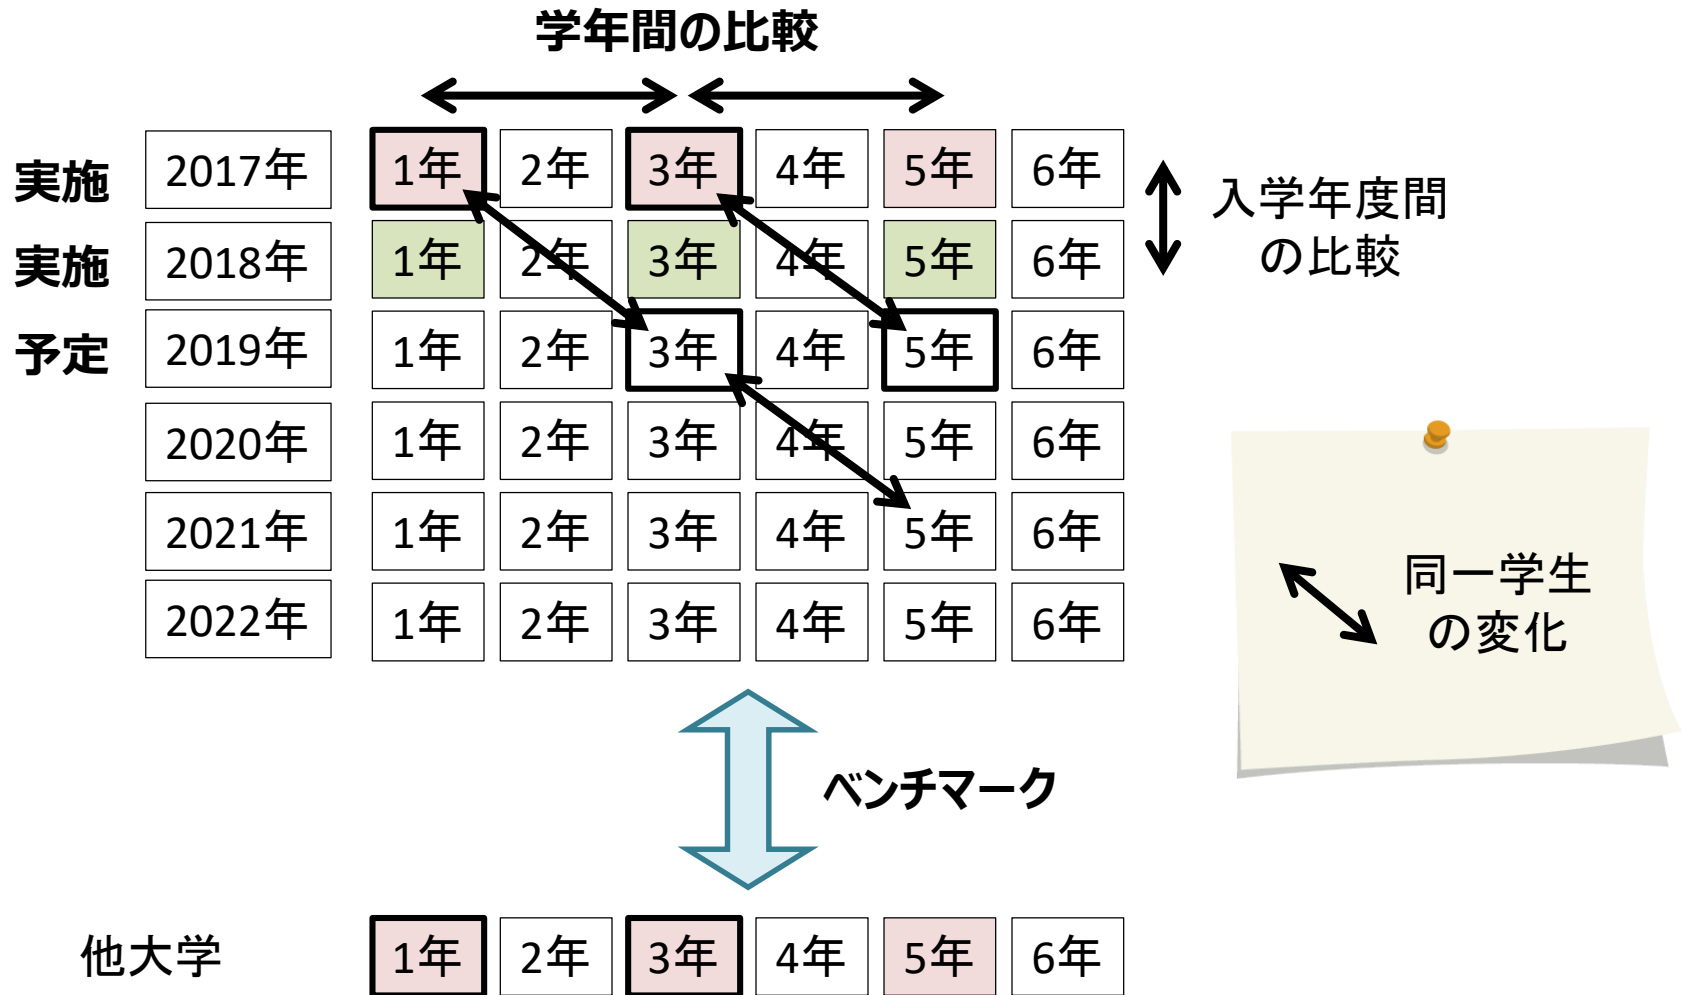 学年間の比較
実施 2017年 1年 2年 3年 4年 5年 6年
実施 2018年 1年 2年 3年 4年 5年 6年
予定 2019年 1年 2年 3年 4年 5年 6年
2020年 1年 2年 3年 4年 5年 6年
2021年 1年 2年 3年 4年 5年 6年
2022年 1年 2年 3年 4年 5年 6年
入学年度間
の比較
同一学生
の変化
ベンチマーク
他大学 1年 2年 3年 4年 5年 6年